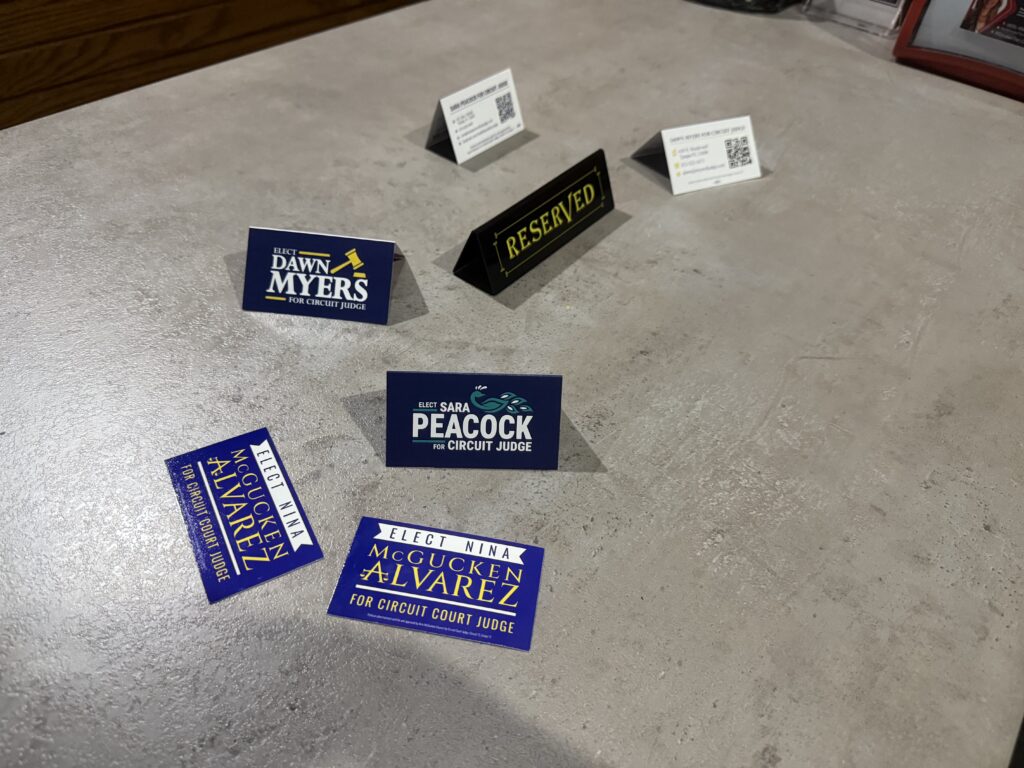 SARA PEACOCK FOR CIRCUIT JUDGE
DAWN MYERS FOR CIRCUIT JUDGE
RESERVED
ELECT
DAWN
MYERS
FOR CIRCUIT JUDGE
ELECT SARA
PEACOCK
FOR CIRCUIT JUDGE
ELECT NINA
MCGUCKEN
ALVAREZ
FOR CIRCUIT COURT JUDGE
ELECT NINA
MCGUCKEN
ALVAREZ
FOR CIRCUIT COURT JUDGE